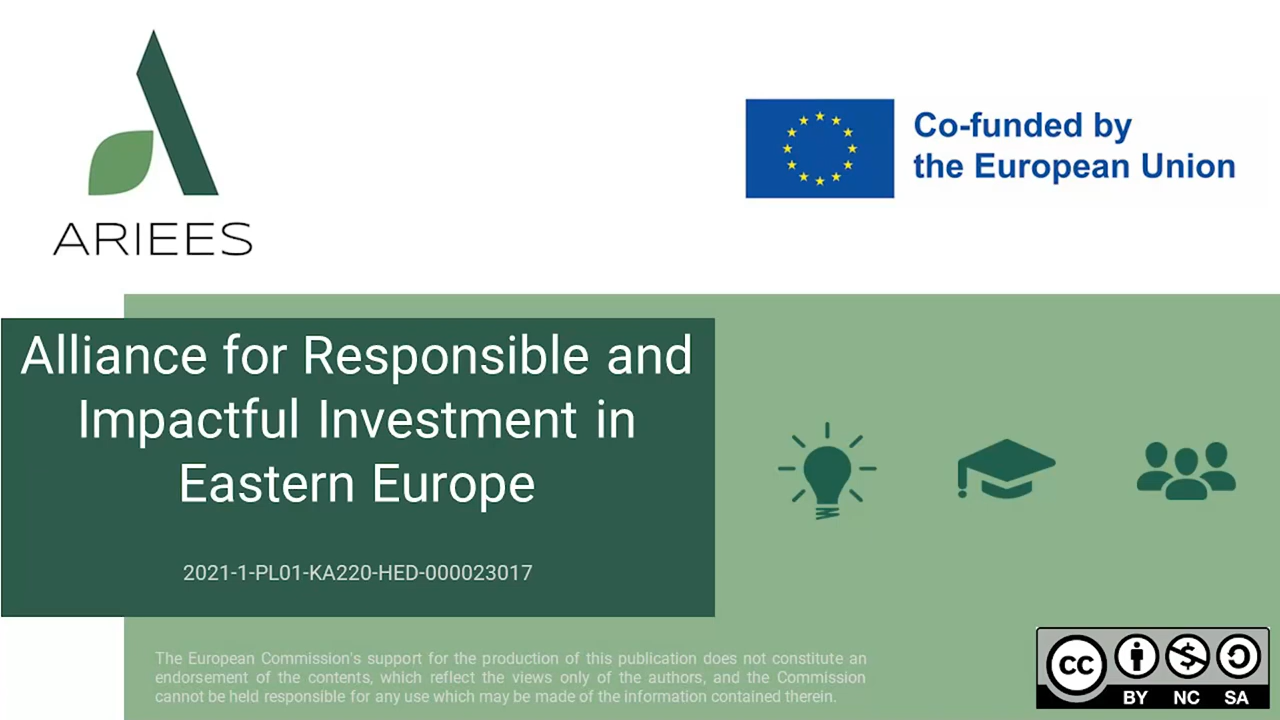 ARIEES
Co-funded by
the European Union
Alliance for Responsible and
Impactful Investment in
Eastern Europe
2021-1-PL01-KA220-HED-000023017
The European Commission's support for the production of this publication does not constitute an
endorsement of the contents, which reflect the views only of the authors, and the Commission
cannot be held responsible for any use which may be made of the information contained therein.
cc
BY NC SA